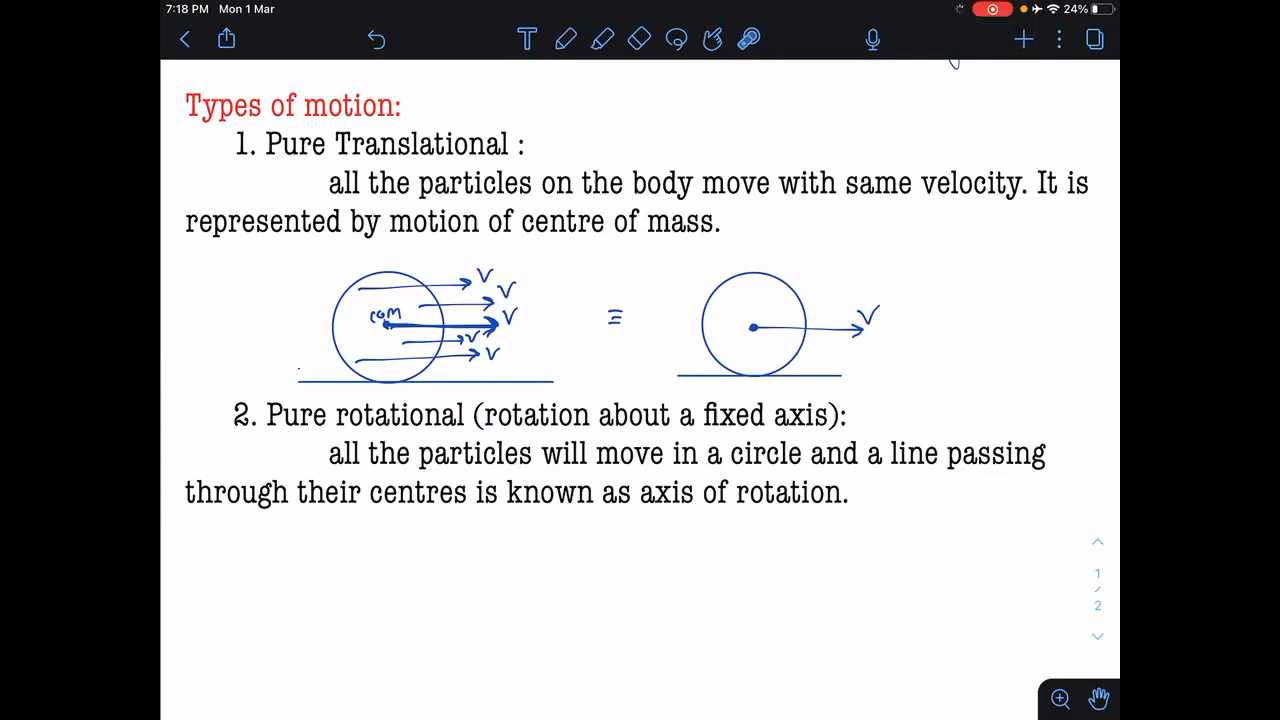 7:18 PM Mon 1 Mar
24%
Types of motion:
1. Pure Translational :
all the particles on the body move with same velocity. It is
represented by motion of centre of mass.
V
V
com
V
V
V
≡
V
2. Pure rotational (rotation about a fixed axis):
all the particles will move in a circle and a line passing
through their centres is known as axis of rotation.
1
/
2